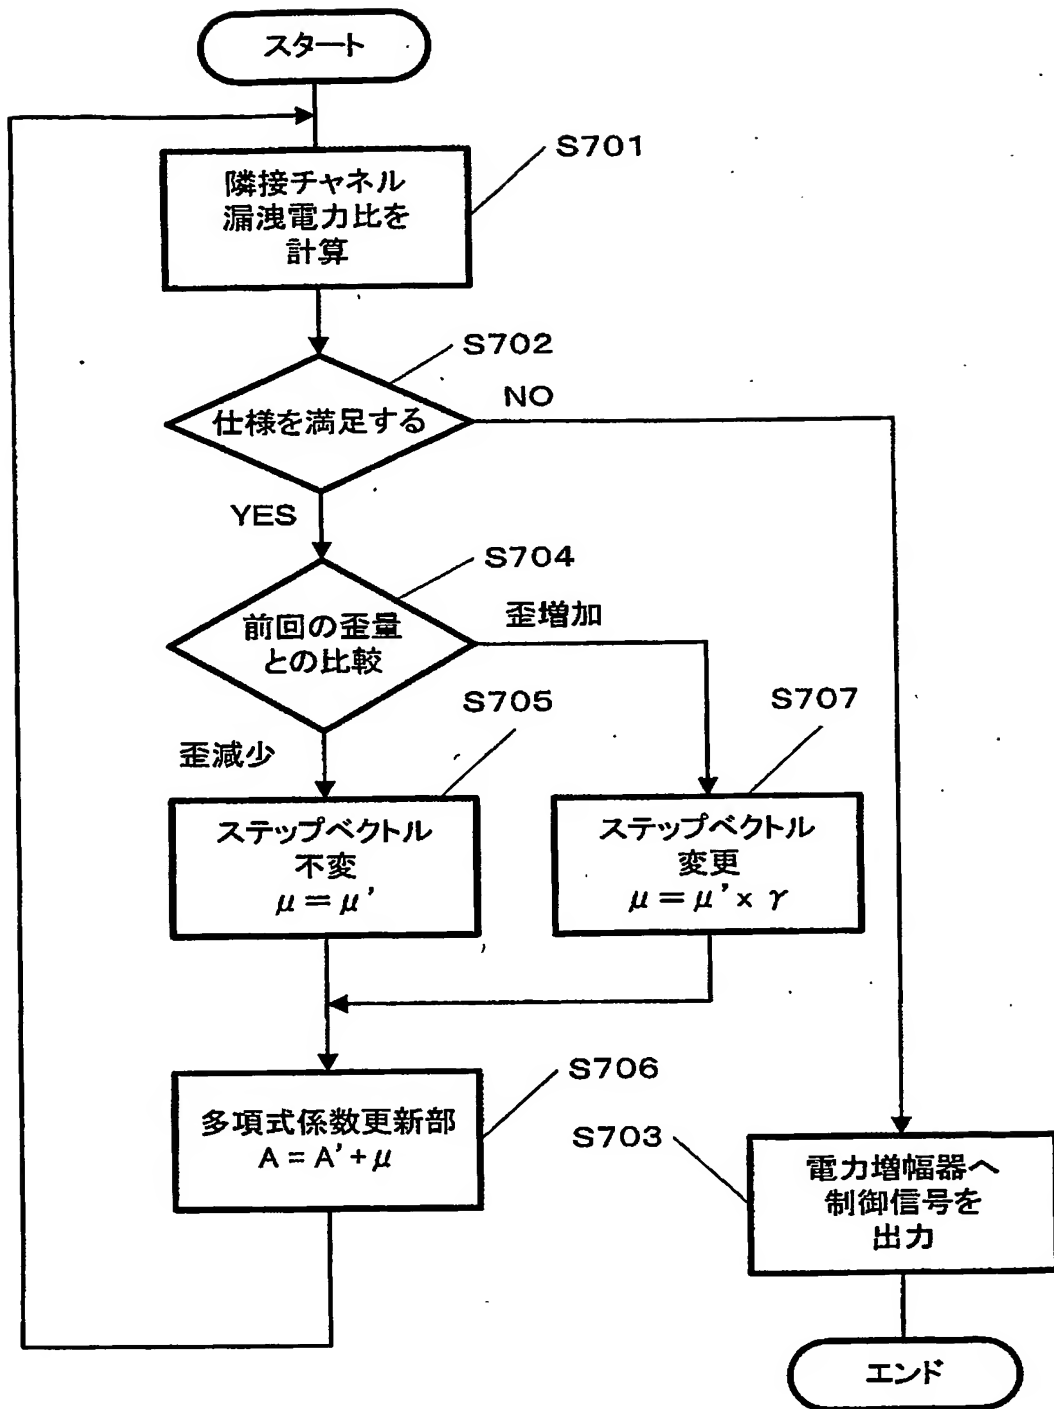 スタート
S701
隣接チャネル
漏洩電力比を
計算
S702
仕様を満足する
NO
YES
S704
前回の歪量
との比較
歪増加
歪減少
S705
ステップベクトル
不変
μ=μ'
S707
ステップベクトル
変更
μ=μ'×γ
S706
多項式係数更新部
A=A'+μ
S703
電力増幅器へ
制御信号を
出力
エンド